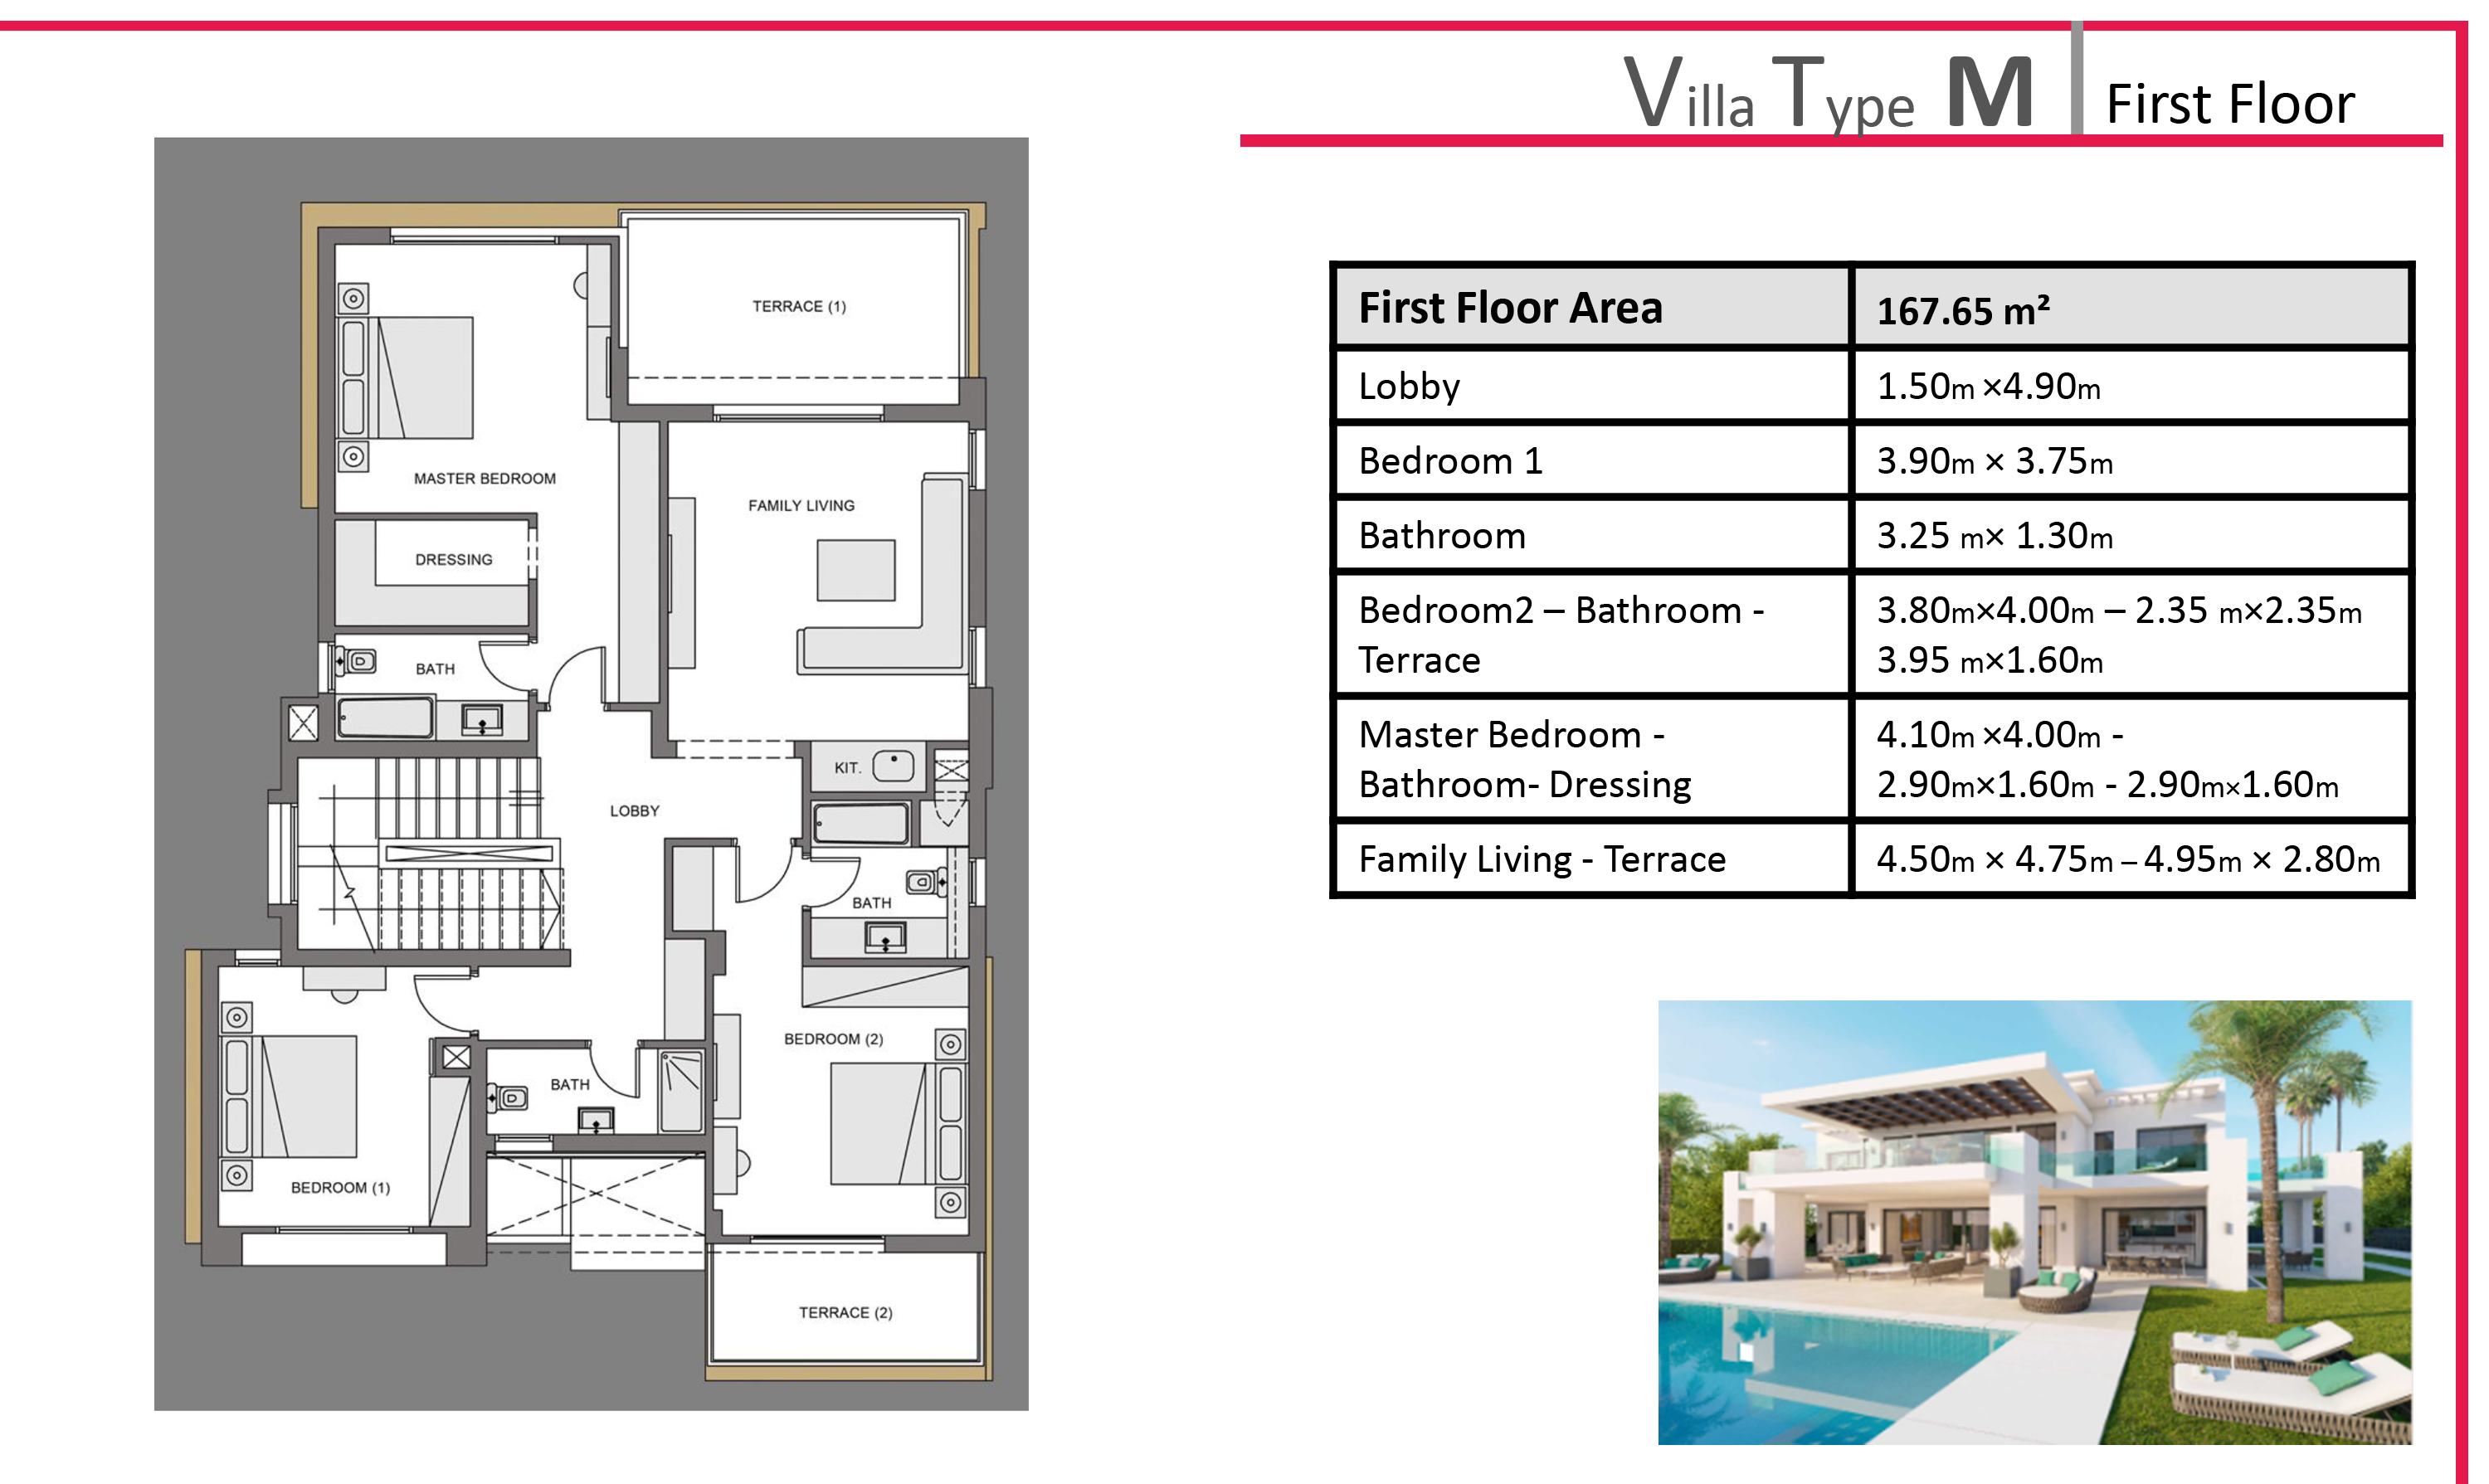 Villa Type M First Floor
TERRACE (1)
MASTER BEDROOM
FAMILY LIVING
DRESSING
BATH
KIT.
LOBBY
BATH
BEDROOM (2)
BATH
BEDROOM (1)
TERRACE (2)
First Floor Area 167.65 m²
Lobby 1.50m ×4.90m
Bedroom 1 3.90m × 3.75m
Bathroom 3.25 m× 1.30m
Bedroom2 – Bathroom - 3.80m×4.00m – 2.35 m×2.35m
Terrace 3.95 m×1.60m
Master Bedroom - 4.10m ×4.00m -
Bathroom- Dressing 2.90m×1.60m - 2.90m×1.60m
Family Living - Terrace 4.50m × 4.75m – 4.95m × 2.80m